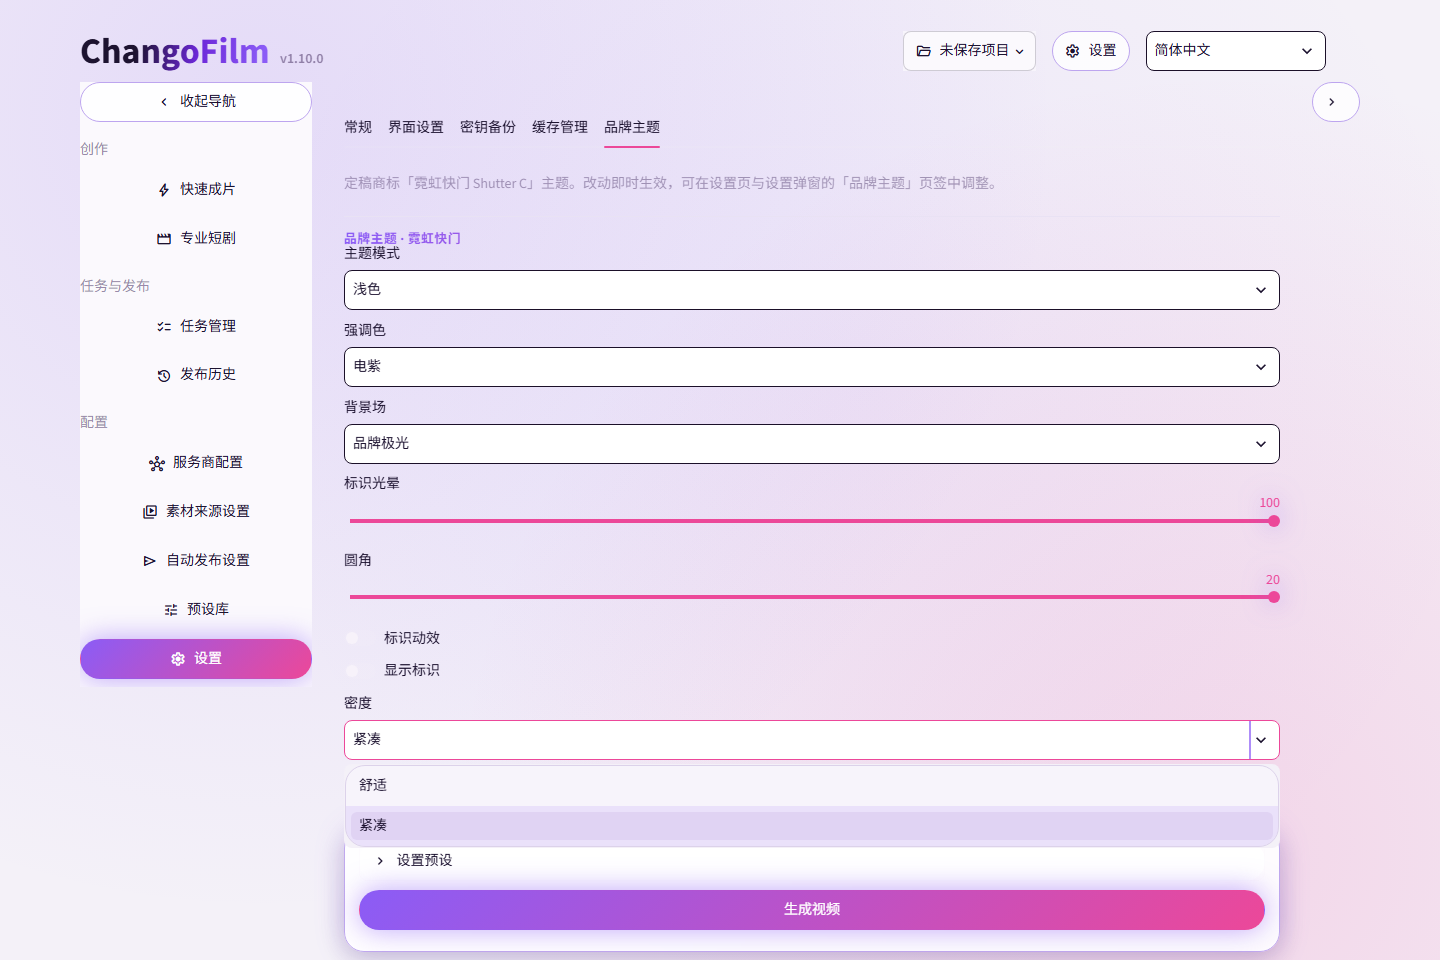 ChangoFilm v1.10.0
未保存项目
设置
简体中文
收起导航
创作
快速成片
专业短剧
任务与发布
任务管理
发布历史
配置
服务商配置
素材来源设置
自动发布设置
预设库
设置
常规 界面设置 密钥备份 缓存管理 品牌主题
定稿商标「霓虹快门 Shutter C」主题。改动即时生效，可在设置页与设置弹窗的「品牌主题」页签中调整。
品牌主题 · 霓虹快门
主题模式
浅色
强调色
电紫
背景场
品牌极光
标识光晕
100
圆角
20
标识动效
显示标识
密度
紧凑
舒适
紧凑
设置预设
生成视频